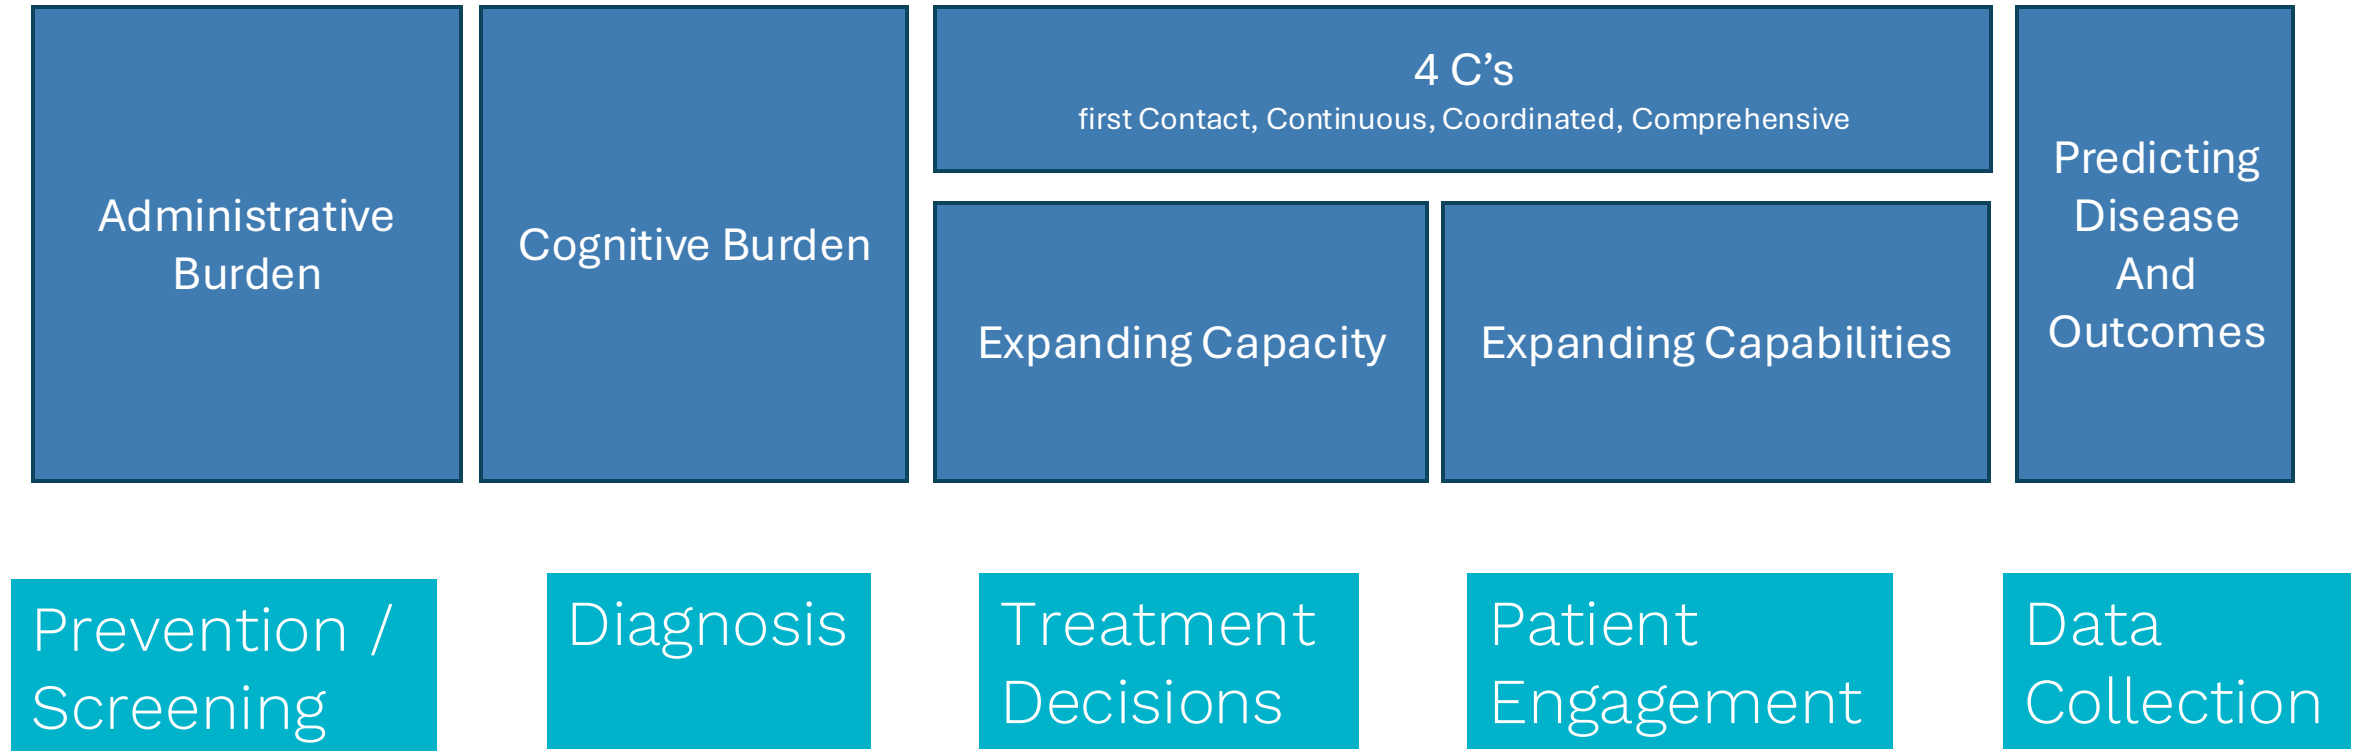 Administrative
Burden
Cognitive Burden
4 C’s
first Contact, Continuous, Coordinated, Comprehensive
Expanding Capacity
Expanding Capabilities
Predicting
Disease
And
Outcomes
Prevention /
Screening
Diagnosis
Treatment
Decisions
Patient
Engagement
Data
Collection